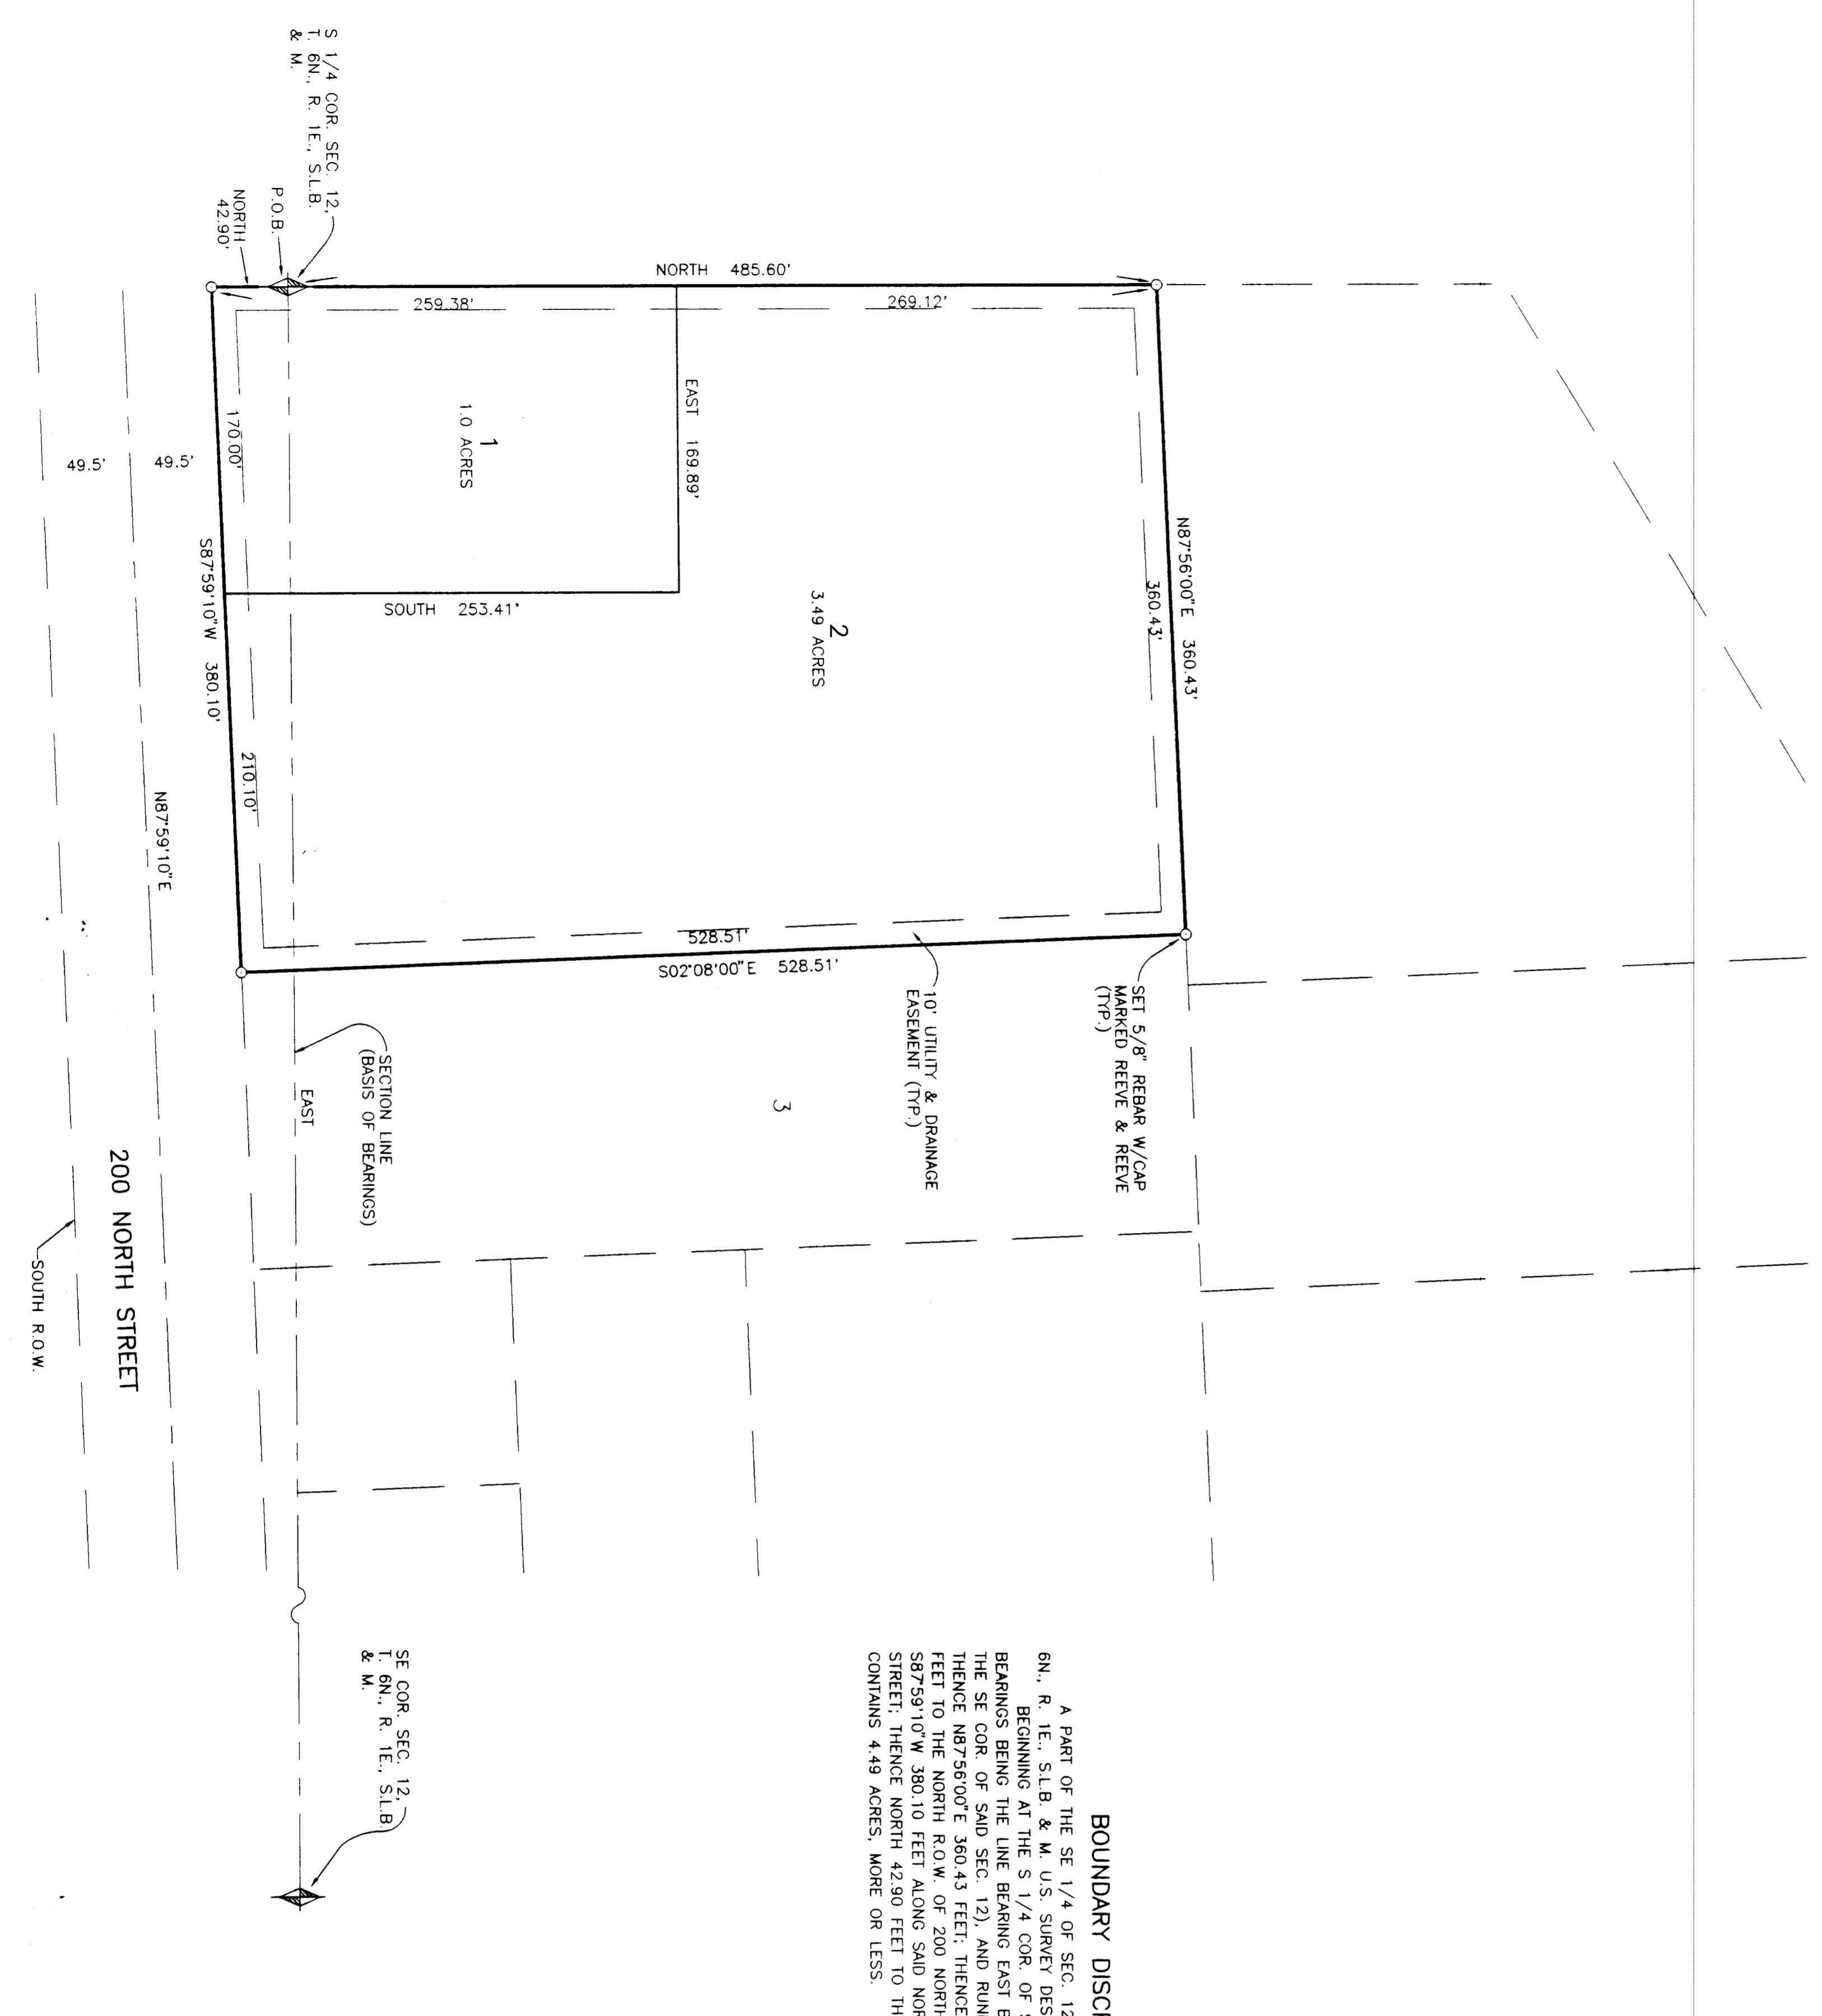 S 1/4 COR. SEC. 12,
T. 6N., R. 1E., S.L.B.
& M.
P.O.B.
NORTH
42.90'
NORTH 485.60'
259.38'
269.12'
EAST 169.89'
1
1.0 ACRES
170.00'
49.5'
49.5'
S87°59'10"W 380.10'
SOUTH 253.41'
2
3.49 ACRES
N87°56'00"E 360.43'
360.43'
210.10'
N87°59'10"E
528.51'
S02°08'00"E 528.51'
SET 5/8" REBAR W/CAP
MARKED REEVE & REEVE
(TYP.)
10' UTILITY & DRAINAGE
EASEMENT (TYP.)
3
SECTION LINE
(BASIS OF BEARINGS)
EAST
200 NORTH STREET
SOUTH R.O.W.
SE COR. SEC. 12,
T. 6N., R. 1E., S.L.B.
& M.
BOUNDARY
A PART OF THE SE 1/4 OF SEC. 12
6N., R. 1E., S.L.B. & M. U.S. SURVEY
BEGINNING AT THE S 1/4 COR. OF
BEARINGS BEING THE LINE BEARING EAST
THE SE COR. OF SAID SEC. 12), AND
THENCE N87°56'00"E 360.43 FEET; THENCE
FEET TO THE NORTH R.O.W. OF 200 NORTH
S87°59'10"W 380.10 FEET ALONG SAID
STREET; THENCE NORTH 42.90 FEET TO
CONTAINS 4.49 ACRES, MORE OR LESS.